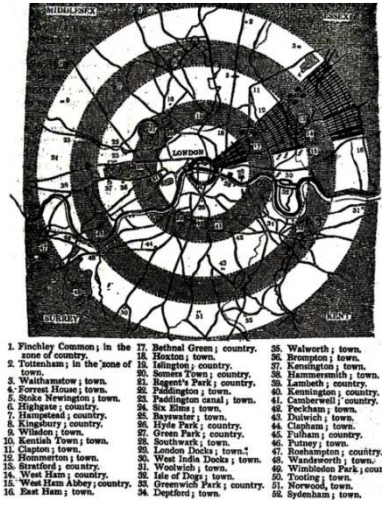 MIDDLESEX
ESSEX
LONDON
SURREY
KENT
1. Finchley Common; in the
zone of country.
2. Tottenham; in the zone of
town.
3. Walthamstow; town.
4. Forrest House; town.
5. Stoke Newington; town.
6. Highgate; country.
7. Hampstead; country.
8. Kingsbury; country.
9. Wilsdon; town.
10. Kentish Town; town.
11. Clapton; town.
12. Hommerton; town.
13. Stratford; country.
14. West Ham; country.
15. West Ham Abbey; country.
16. East Ham; town.
17. Bethnal Green; country.
18. Hoxton; town.
19. Islington; country.
20. Somers Town; country.
21. Regent's Park; country.
22. Paddington; town.
23. Paddington canal; town.
24. Six Elms; town.
25. Bayswater; town.
26. Hyde Park; country.
27. Green Park; country.
28. Southwark; town.
29. London Docks; town.
30. West India Docks; town.
31. Woolwich; town.
32. Isle of Dogs; town.
33. Greenwich Park; country.
34. Deptford; town.
35. Walworth; town.
36. Brompton; town.
37. Kensington; town.
38. Hammersmith; town.
39. Lambeth; country.
40. Kennington; country.
41. Camberwell; country.
42. Peckham; town.
43. Dulwich; town.
44. Clapham; town.
45. Fulham; country.
46. Putney; town.
47. Roehampton; country.
48. Wandsworth; town.
49. Wimbledon Park; cou
50. Tooting; town.
51. Norwood, town.
52. Sydenham; town.